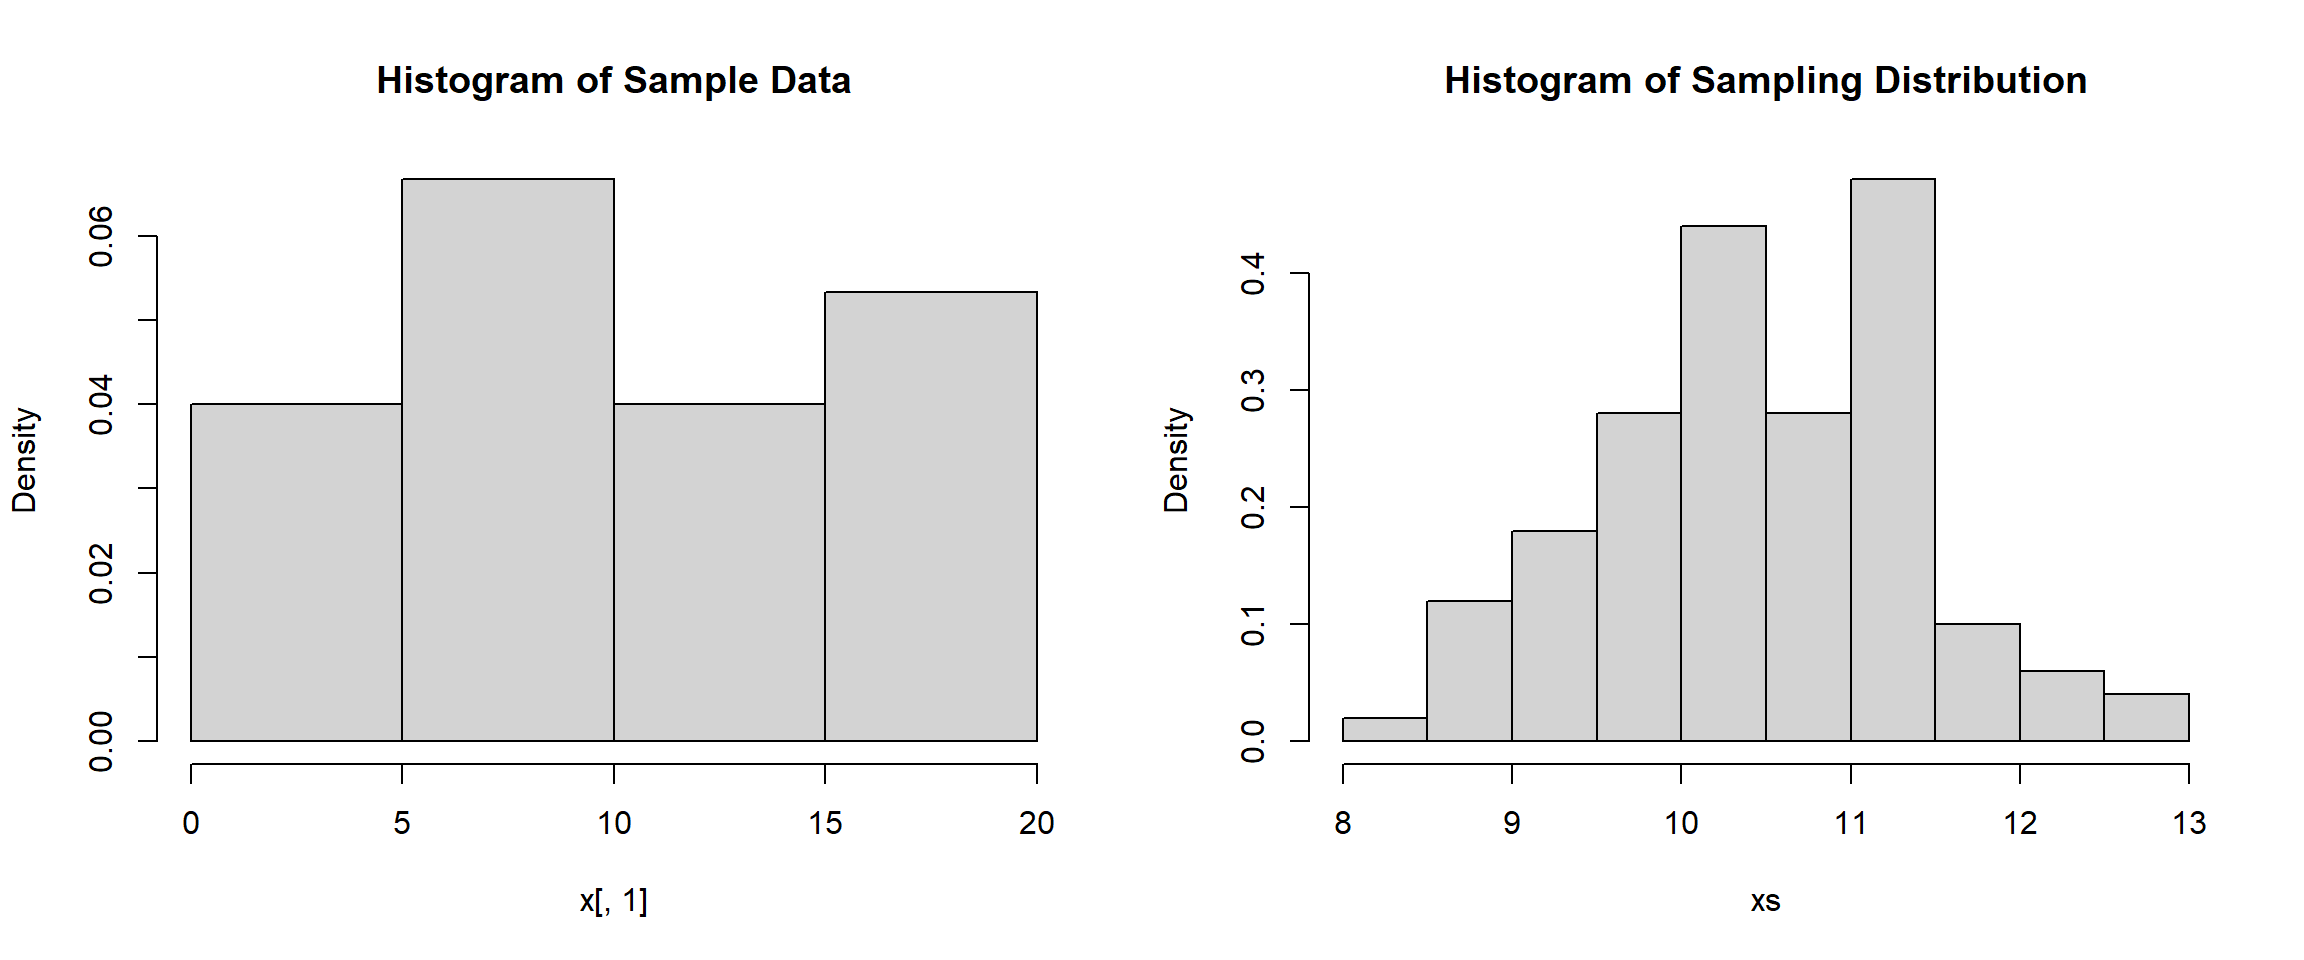 Histogram of Sample Data
Density
0.00 0.02 0.04 0.06
0 5 10 15 20
x[, 1]
Histogram of Sampling Distribution
Density
0.0 0.1 0.2 0.3 0.4
8 9 10 11 12 13
xs